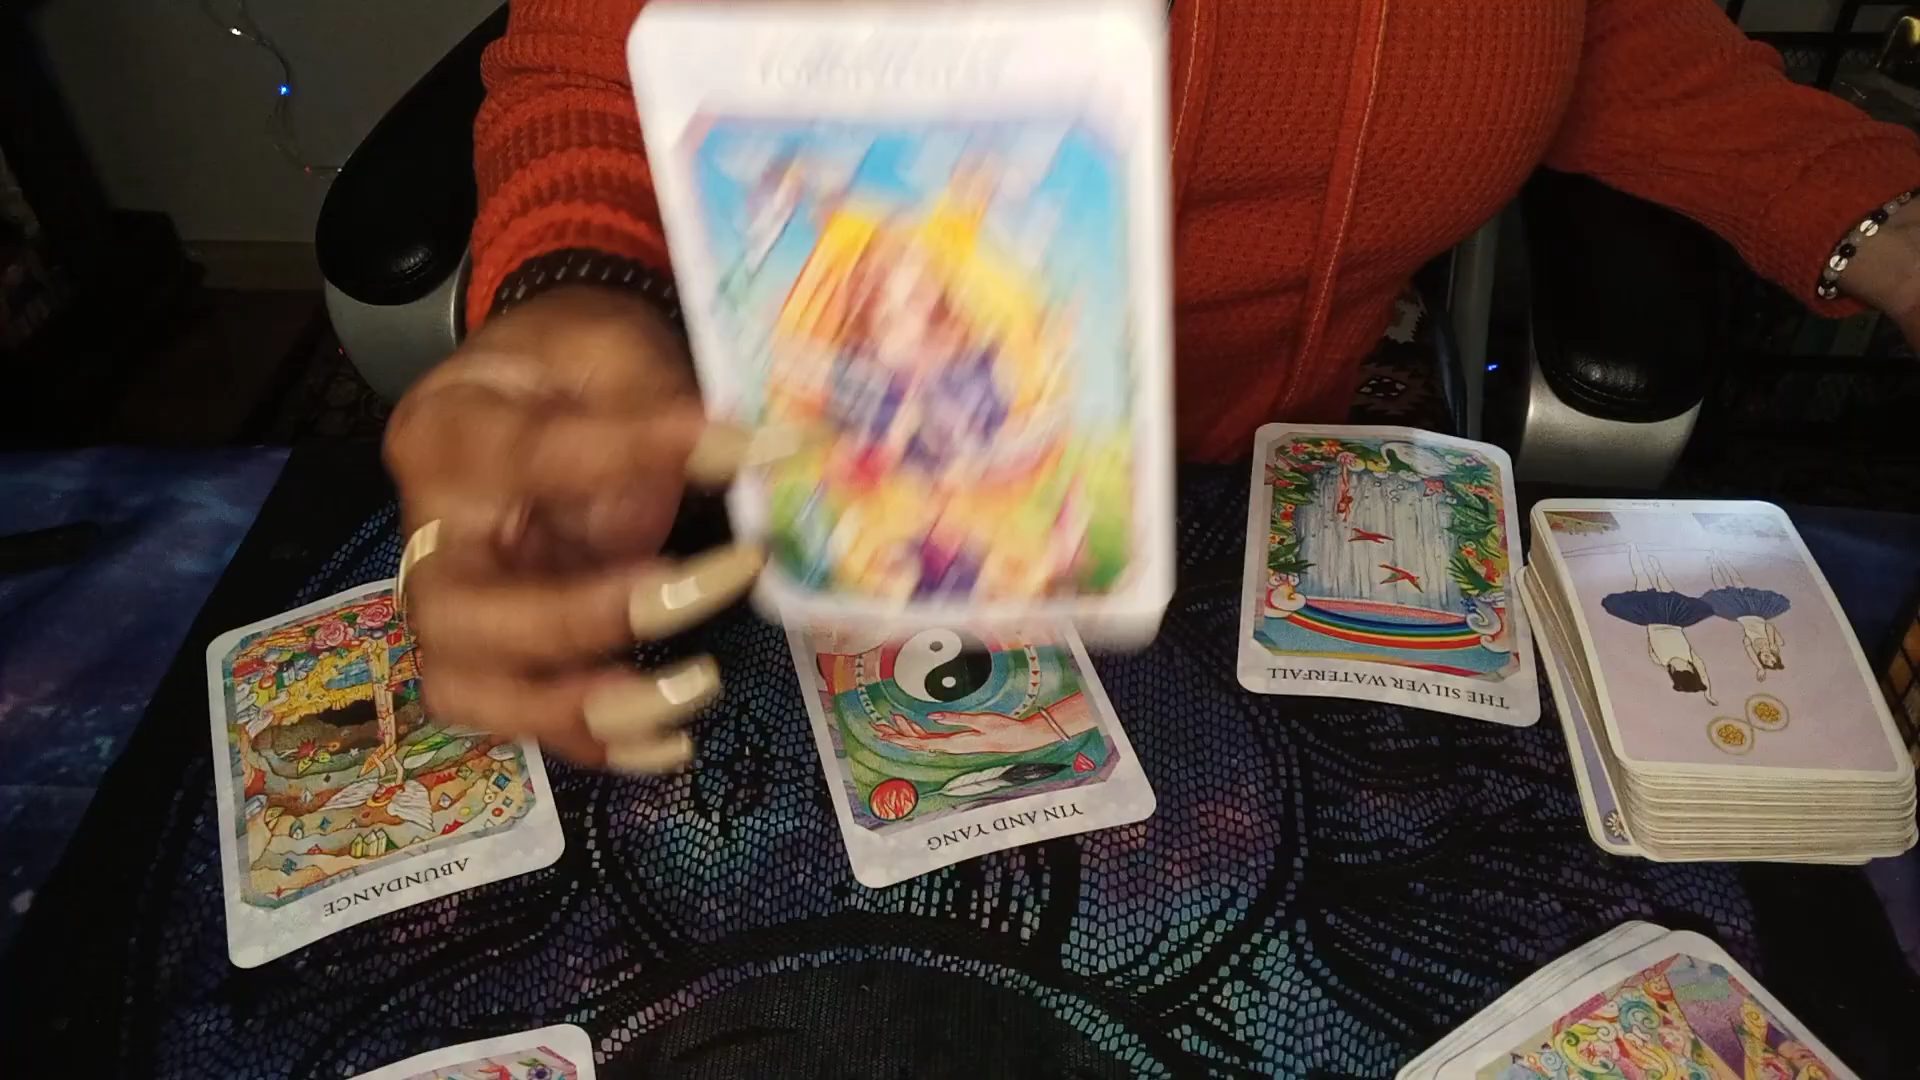 THE SILVER WATERFALL
YIN AND YANG
ABUNDANCE